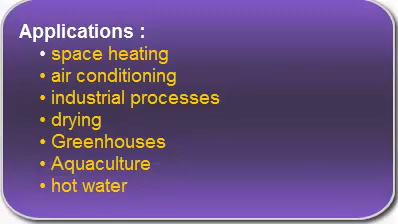 Applications :
• space heating
• air conditioning
• industrial processes
• drying
• Greenhouses
• Aquaculture
• hot water